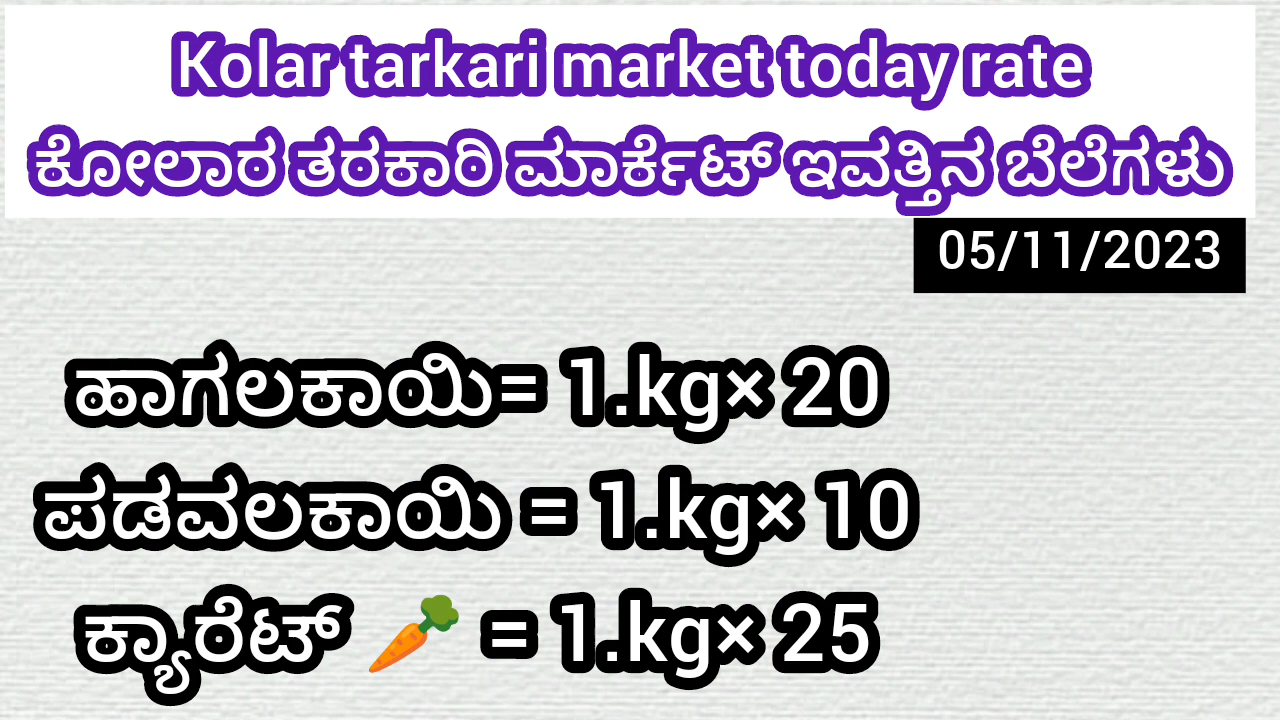 Kolar tarkari market today rate
ಕೋಲಾರ ತರಕಾರಿ ಮಾರ್ಕೆಟ್ ಇವತ್ತಿನ ಬೆಲೆಗಳು
05/11/2023
ಹಾಗಲಕಾಯಿ= 1.kg× 20
ಪಡವಲಕಾಯಿ = 1.kg× 10
ಕ್ಯಾರೆಟ್ 🥕 = 1.kg× 25